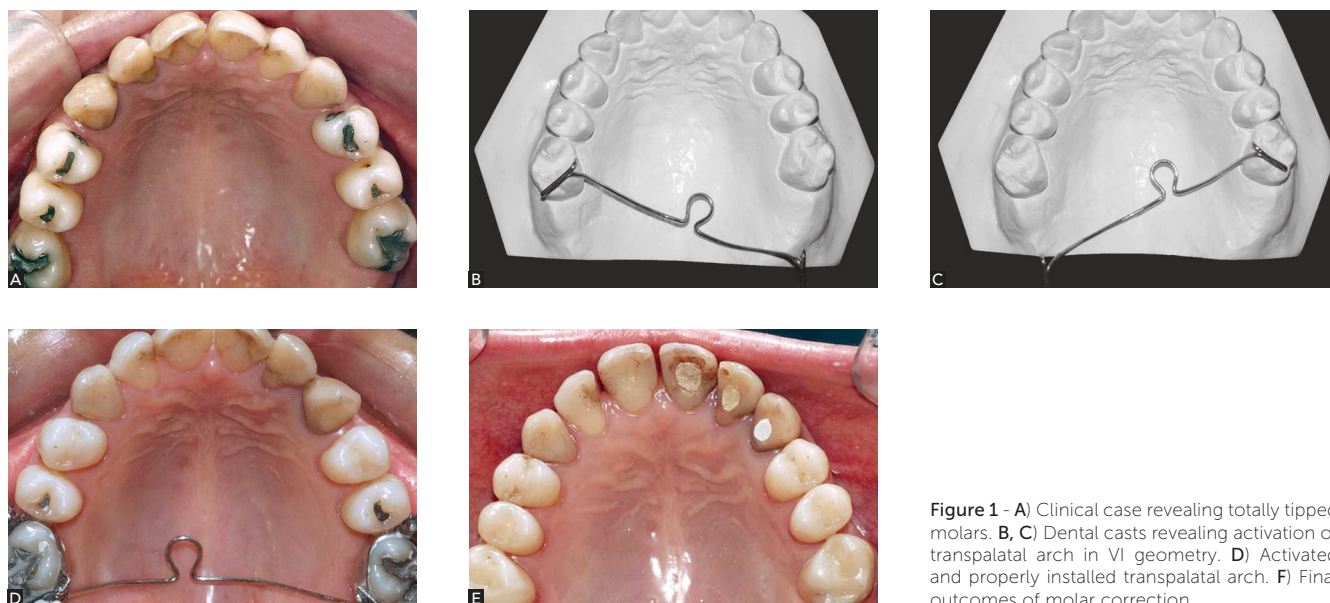 A
B
C
D
Figure 1 - A) Clinical case revealing totally tipped
molars. B, C) Dental casts revealing activation o
transpalatal arch in VI geometry. D) Activated
and properly installed transpalatal arch. F) Fina
outcomes of molar correction.